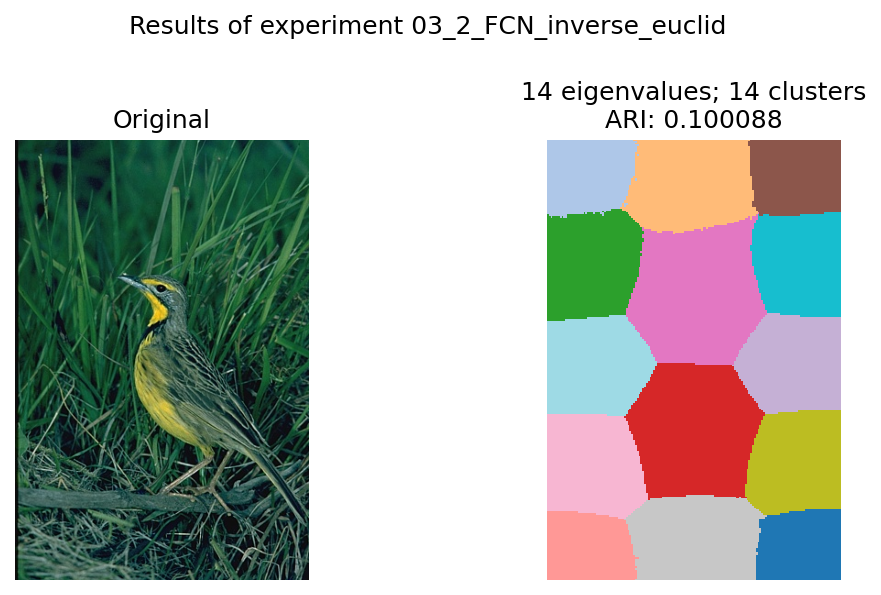 Results of experiment 03_2_FCN_inverse_euclid
Original
14 eigenvalues; 14 clusters
ARI: 0.100088